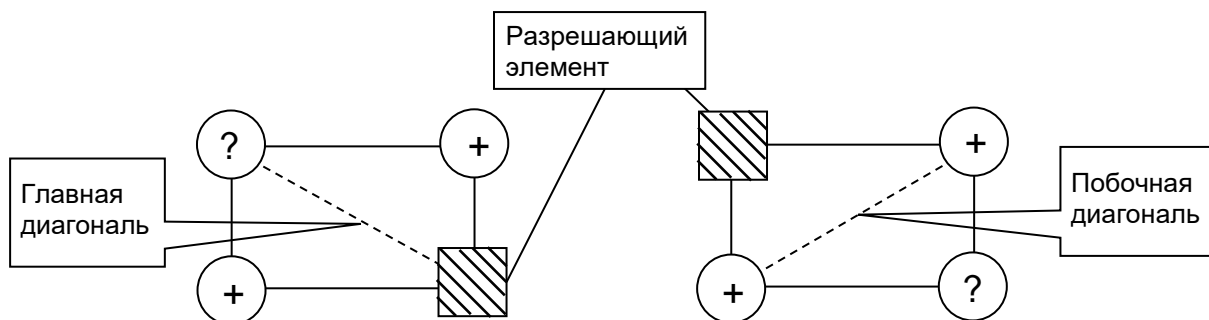 Разрешающий
элемент
?
+
+
Главная
диагональ
Побочная
диагональ
+
+
?